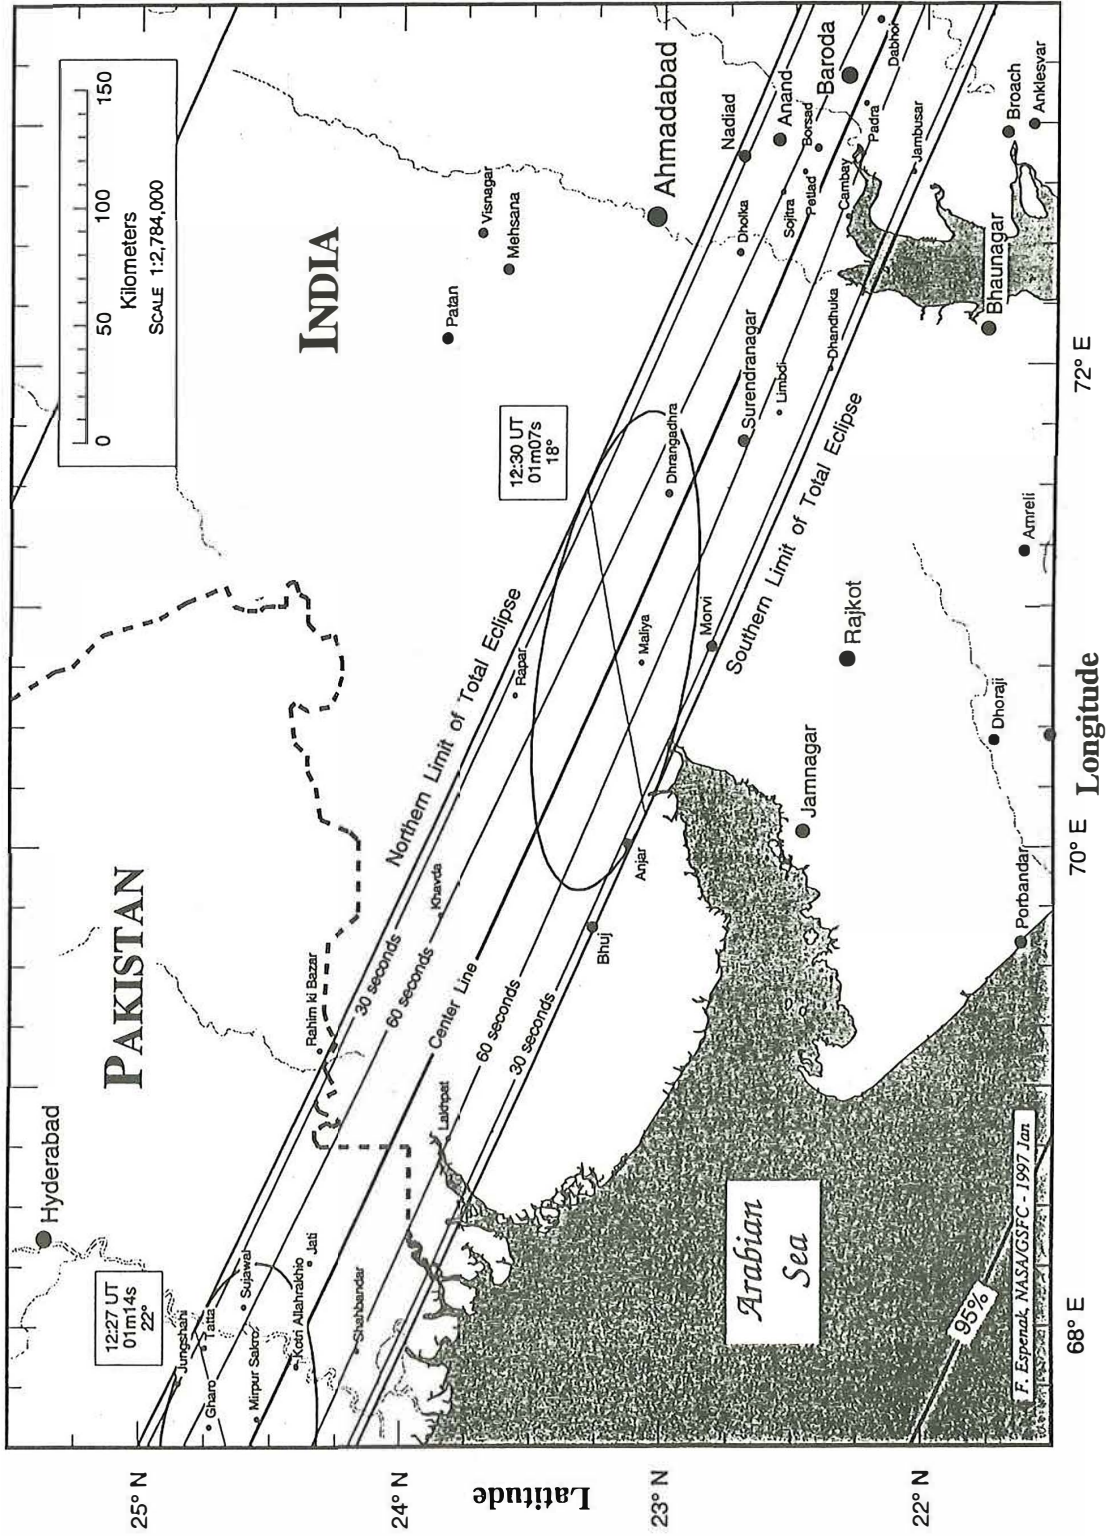 PAKISTAN
INDIA
Arabian
Sea
0 50 100 150
Kilometers
SCALE 1:2,784,000
12:27 UT
01m14s
22°
12:30 UT
01m07s
18°
Northern Limit of Total Eclipse
30 seconds
60 seconds
Center Line
60 seconds
30 seconds
Southern Limit of Total Eclipse
95%
Hyderabad
Jungshahi
Tatta
Gharo
Sujawal
Mirpur Sakro
Kotri Allahrakhio
Jati
Shahbandar
Rahim ki Bazar
Lakhpat
Khavda
Bhuj
Anjar
Rapar
Maliya
Morvi
Dhrangadhra
Surendranagar
Limbdi
Dhandhuka
Patan
Visnagar
Mehsana
Ahmadabad
Dholka
Nadiad
Anand
Sojitra
Petlad
Borsad
Cambay
Baroda
Padra
Dabhoi
Jambusar
Broach
Anklesvar
Bhaunagar
Jamnagar
Rajkot
Dhoraji
Amreli
Porbandar
F. Espenak, NASA/GSFC - 1997 Jan
25° N
24° N
23° N
22° N
Latitude
68° E
70° E
72° E
Longitude